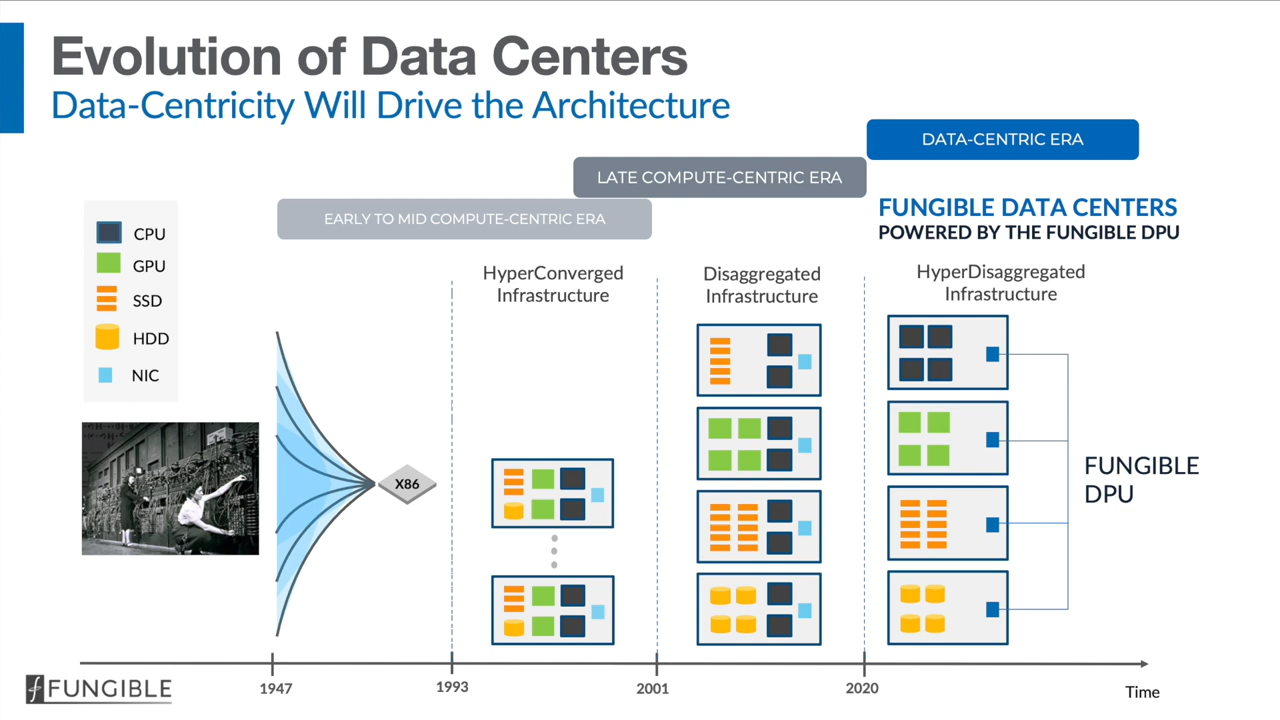 Evolution of Data Centers
Data-Centricity Will Drive the Architecture
DATA-CENTRIC ERA
LATE COMPUTE-CENTRIC ERA
EARLY TO MID COMPUTE-CENTRIC ERA
FUNGIBLE DATA CENTERS
POWERED BY THE FUNGIBLE DPU
CPU
GPU
SSD
HDD
NIC
HyperConverged
Infrastructure
Disaggregated
Infrastructure
HyperDisaggregated
Infrastructure
X86
FUNGIBLE
DPU
1947
1993
2001
2020
Time
FUNGIBLE